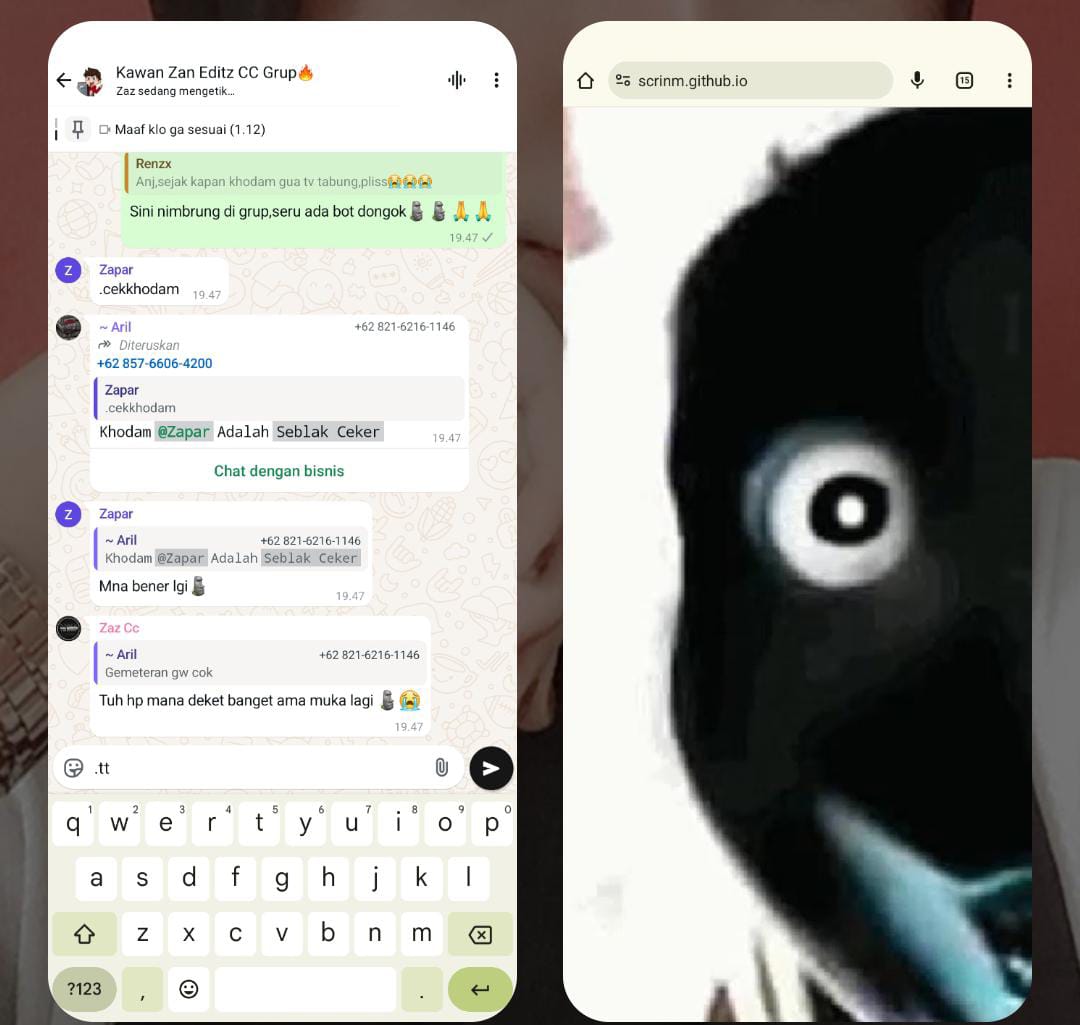 Kawan Zan Editz CC Grup🔥
Zaz sedang mengetik…
Maaf klo ga sesuai (1.12)
Renzx
Anj,sejak kapan khodam gua tv tabung,pliss😭😭😭
Sini nimbrung di grup,seru ada bot dongok🗿🗿🙏🙏
19.47
Z
Zapar
.cekkhodam
19.47
~ Aril +62 821-6216-1146
Diteruskan
+62 857-6606-4200
Zapar
.cekkhodam
Khodam @Zapar Adalah Seblak Ceker
19.47
Chat dengan bisnis
Z
Zapar
~ Aril +62 821-6216-1146
Khodam @Zapar Adalah Seblak Ceker
Mna bener lgi🗿
19.47
Zaz Cc
~ Aril +62 821-6216-1146
Gemeteran gw cok
Tuh hp mana deket banget ama muka lagi 🗿😭
19.47
.tt
1 2 3 4 5 6 7 8 9 0
q w e r t y u i o p
a s d f g h j k l
z x c v b n m
?123 , .
scrinm.github.io
15